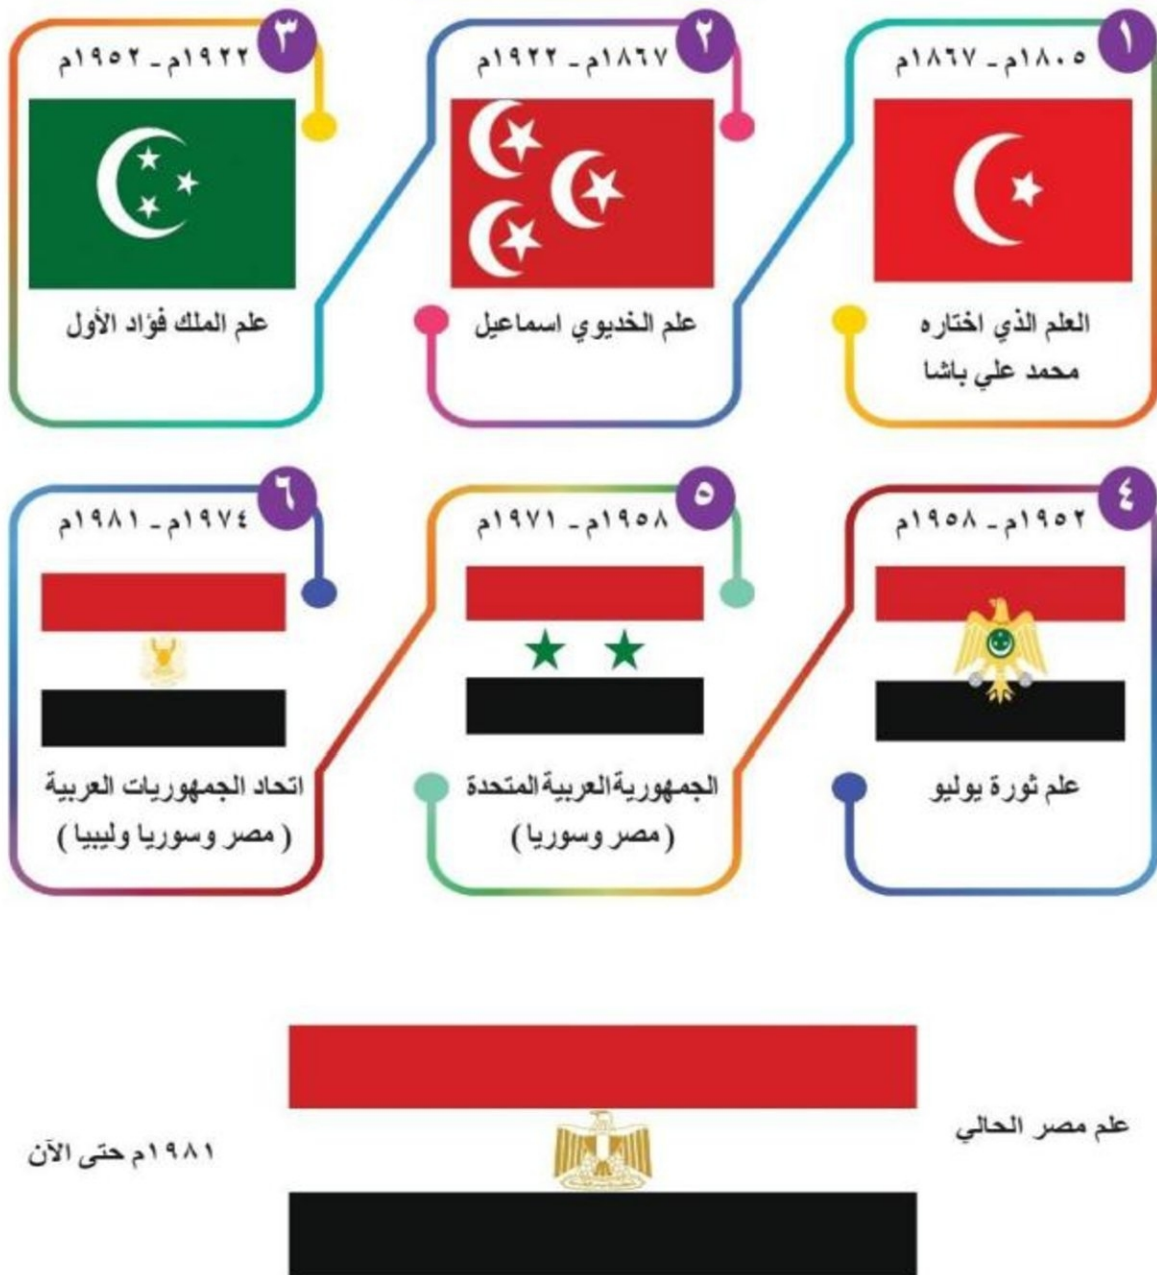 ١
١٨٠٥م - ١٨٦٧م
العلم الذي اختاره
محمد علي باشا
٢
١٨٦٧م - ١٩٢٢م
علم الخديوي اسماعيل
٣
١٩٢٢م - ١٩٥٢م
علم الملك فؤاد الأول
٤
١٩٥٢م - ١٩٥٨م
علم ثورة يوليو
٥
١٩٥٨م - ١٩٧١م
الجمهورية العربية المتحدة
( مصر وسوريا )
٦
١٩٧٤م - ١٩٨١م
اتحاد الجمهوريات العربية
( مصر وسوريا وليبيا )
علم مصر الحالي
١٩٨١م حتى الآن